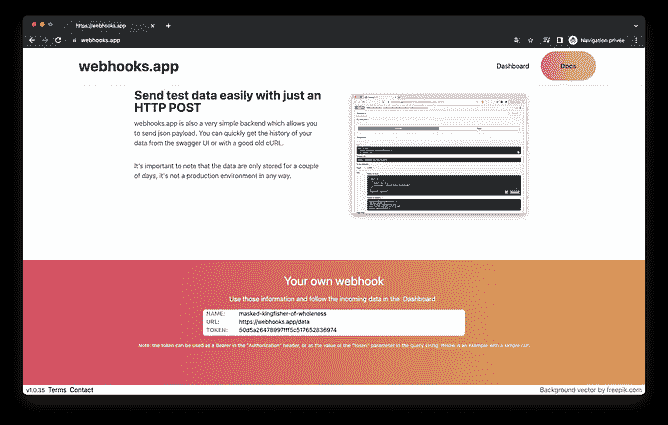 https://webhooks.app
webhooks.app
Navigation privée
webhooks.app
Dashboard
Docs
Send test data easily with just an
HTTP POST
webhooks.app is also a very simple backend which allows you
to send json payload. You can quickly get the history of your
data from the swagger UI or with a good old cURL.
It's important to note that the data are only stored for a couple
of days, it's not a production environment in any way.
Your own webhook
Use those information and follow the incoming data in the Dashboard
NAME: masked-kingfisher-of-wholeness
URL: https://webhooks.app/data
TOKEN: 50d5a26478997fff5c517652836974
Note: the token can be used as a Bearer in the "Authorization" header, or as the value of the "token" parameter in the query string. Below is an example with a simple curl
v1.0.35 Terms Contact
Background vector by freepik.com